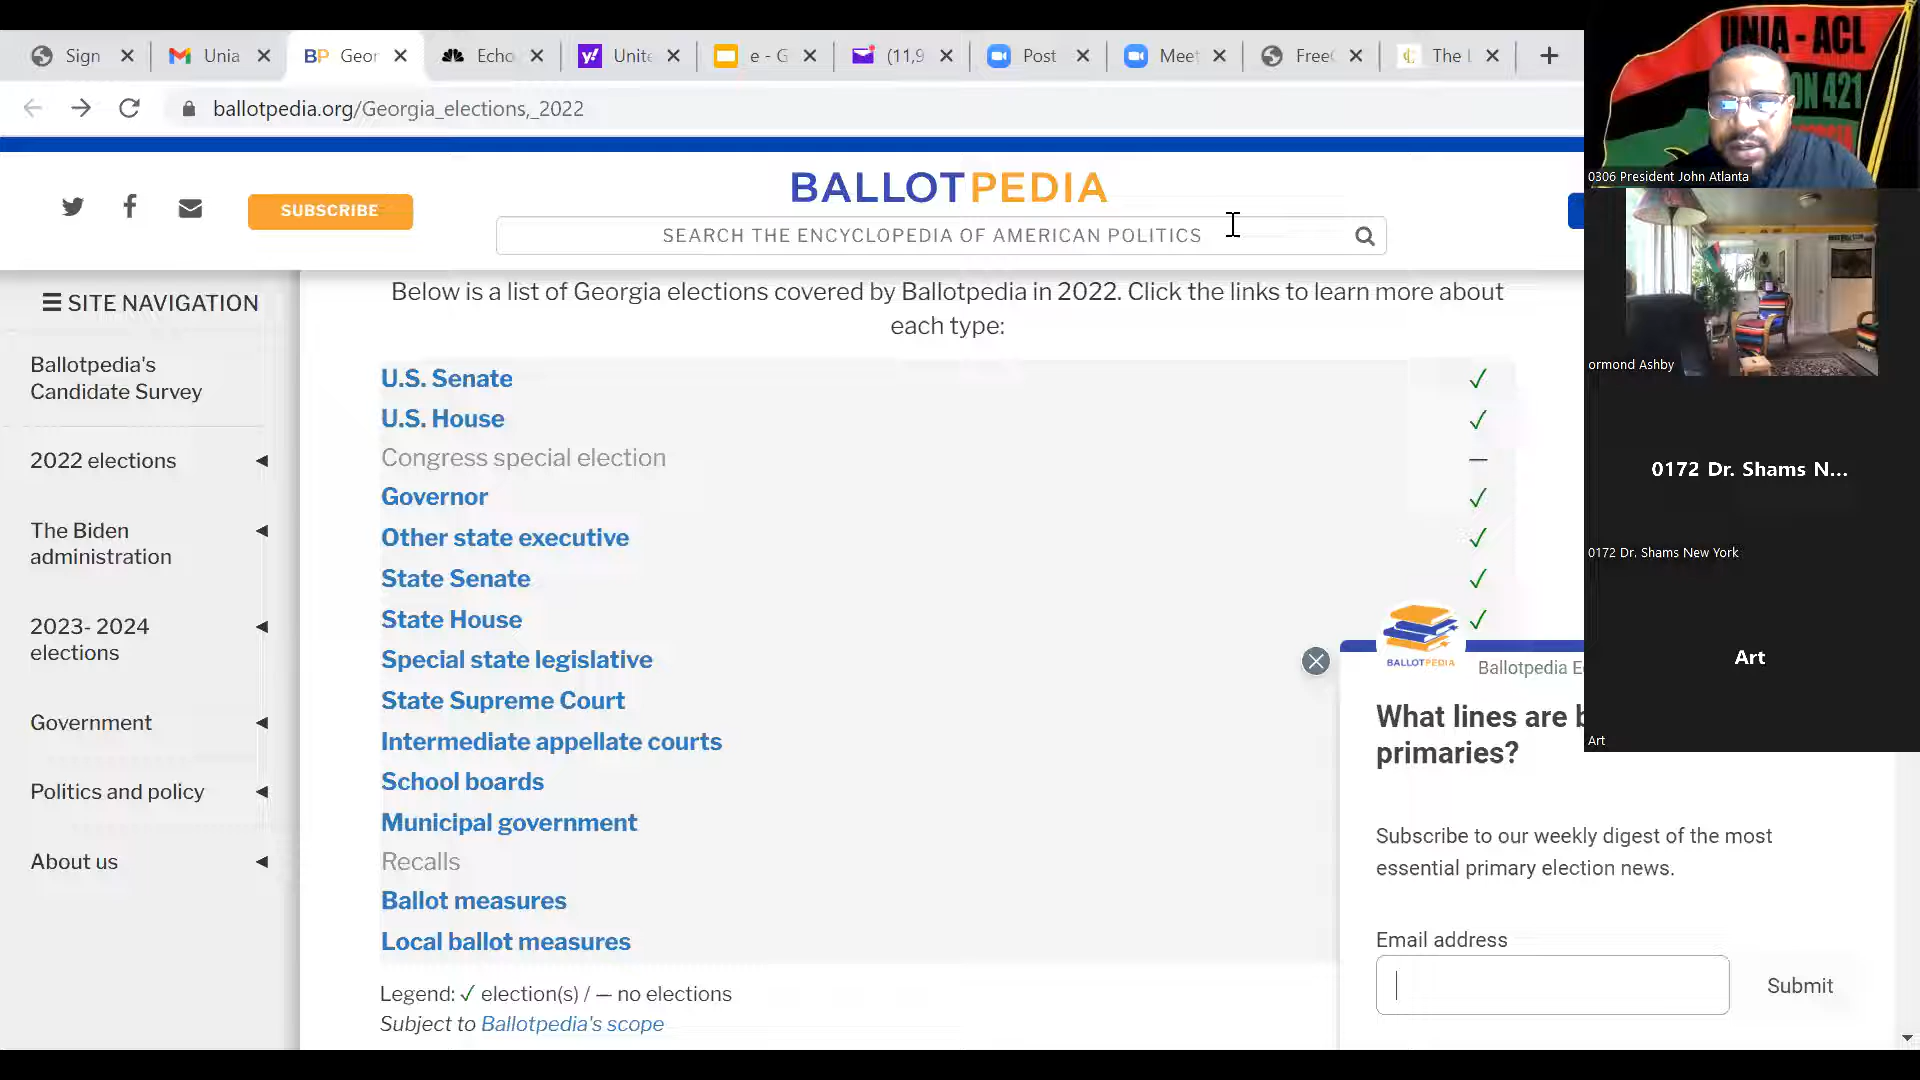 Sign
Unia
Geor
Echo
Unite
e - G
(11,9
Post
Meet
Free
The
ballotpedia.org/Georgia_elections,_2022
SUBSCRIBE
BALLOTPEDIA
SEARCH THE ENCYCLOPEDIA OF AMERICAN POLITICS
SITE NAVIGATION
Ballotpedia's
Candidate Survey
2022 elections
The Biden
administration
2023- 2024
elections
Government
Politics and policy
About us
Below is a list of Georgia elections covered by Ballotpedia in 2022. Click the links to learn more about
each type:
U.S. Senate ✓
U.S. House ✓
Congress special election —
Governor ✓
Other state executive ✓
State Senate ✓
State House ✓
Special state legislative
State Supreme Court
Intermediate appellate courts
School boards
Municipal government
Recalls
Ballot measures
Local ballot measures
Legend: ✓ election(s) / — no elections
Subject to Ballotpedia's scope
BALLOTPEDIA
Ballotpedia E
What lines are b
primaries?
Subscribe to our weekly digest of the most
essential primary election news.
Email address
Submit
UNIA - ACL
ON 421
0306 President John Atlanta
ormond Ashby
0172 Dr. Shams N...
0172 Dr. Shams New York
Art
Art